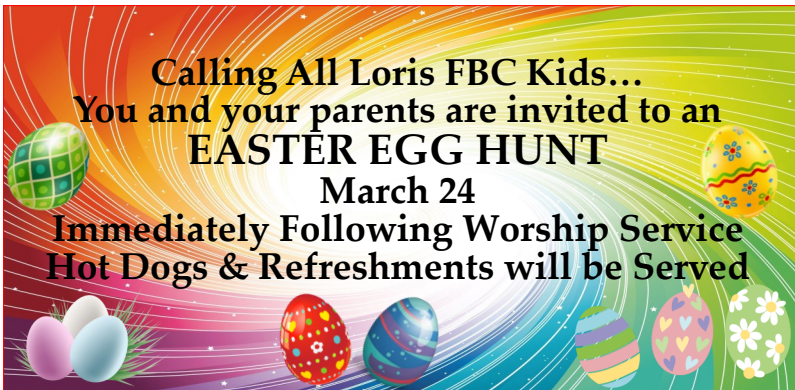 Calling All Loris FBC Kids…
You and your parents are invited to an
EASTER EGG HUNT
March 24
Immediately Following Worship Service
Hot Dogs & Refreshments will be Served